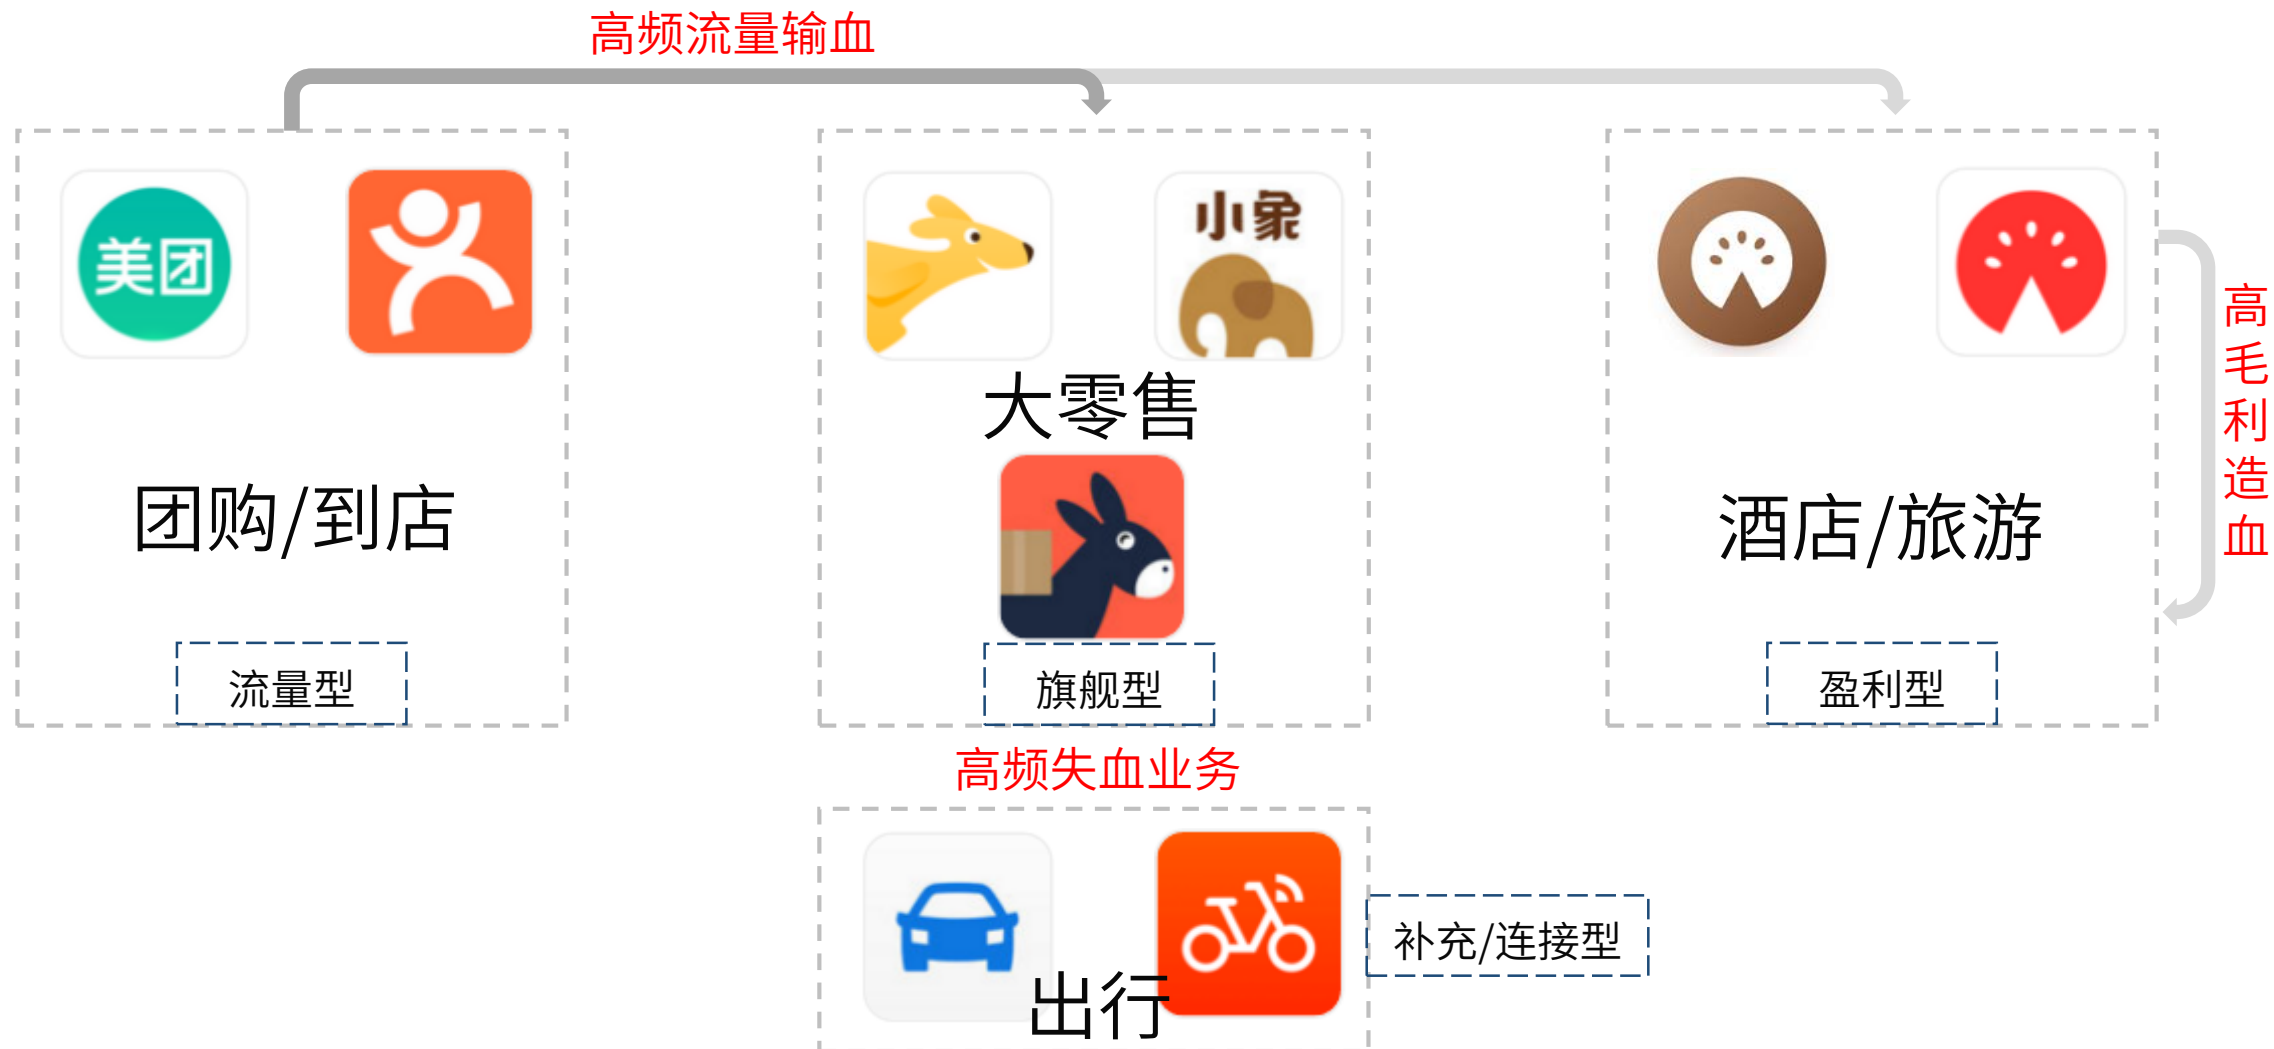 高频流量输血
美团
小象
大零售
团购/到店
酒店/旅游
高毛利造血
流量型
旗舰型
盈利型
高频失血业务
补充/连接型
出行